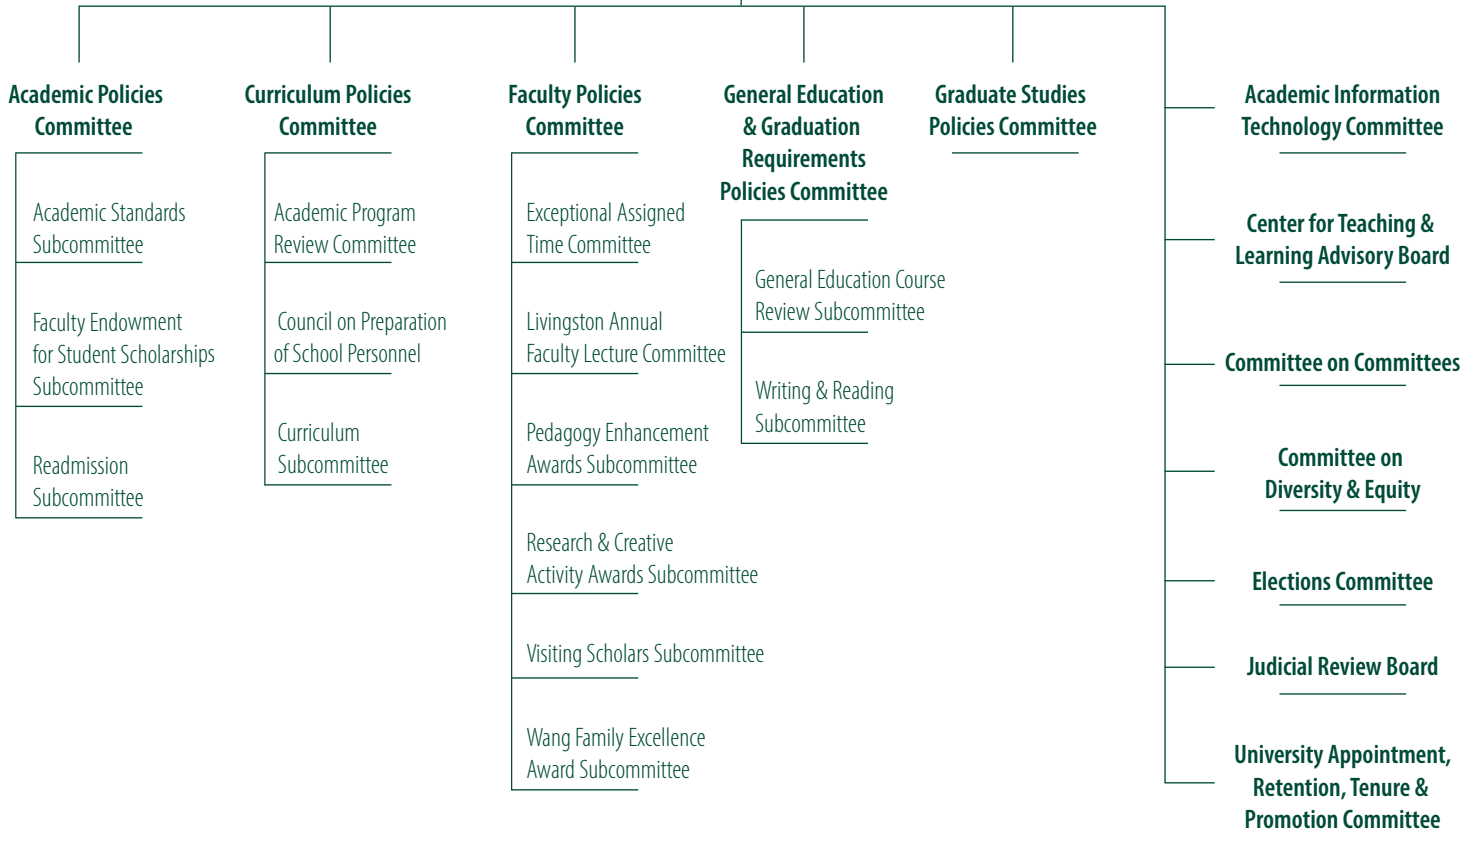 Academic Policies
Committee
Academic Standards
Subcommittee
Faculty Endowment
for Student Scholarships
Subcommittee
Readmission
Subcommittee
Curriculum Policies
Committee
Academic Program
Review Committee
Council on Preparation
of School Personnel
Curriculum
Subcommittee
Faculty Policies
Committee
Exceptional Assigned
Time Committee
Livingston Annual
Faculty Lecture Committee
Pedagogy Enhancement
Awards Subcommittee
Research & Creative
Activity Awards Subcommittee
Visiting Scholars Subcommittee
Wang Family Excellence
Award Subcommittee
General Education
& Graduation
Requirements
Policies Committee
General Education Course
Review Subcommittee
Writing & Reading
Subcommittee
Graduate Studies
Policies Committee
Academic Information
Technology Committee
Center for Teaching &
Learning Advisory Board
Committee on Committees
Committee on
Diversity & Equity
Elections Committee
Judicial Review Board
University Appointment,
Retention, Tenure &
Promotion Committee